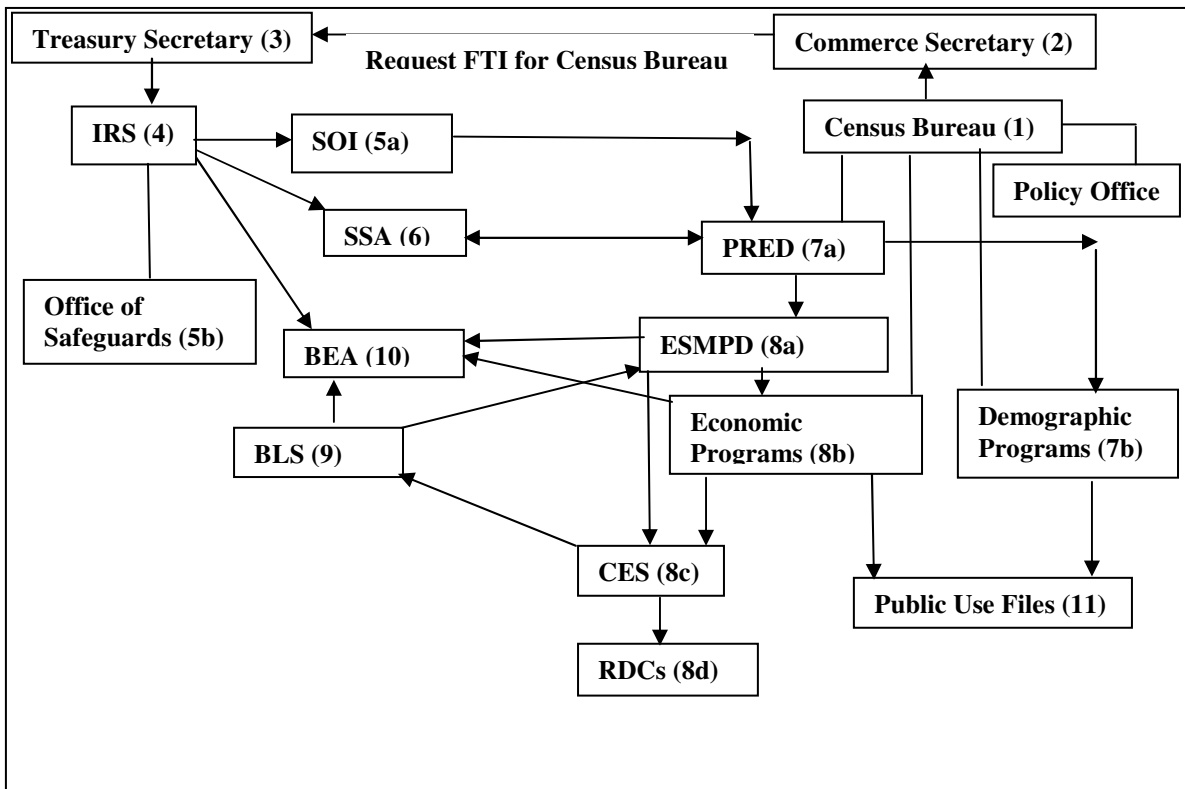 Treasury Secretary (3)
Commerce Secretary (2)
Request FTI for Census Bureau
IRS (4)
SOI (5a)
Census Bureau (1)
Policy Office
SSA (6)
PRED (7a)
Office of
Safeguards (5b)
BEA (10)
ESMPD (8a)
Economic
Programs (8b)
Demographic
Programs (7b)
BLS (9)
CES (8c)
Public Use Files (11)
RDCs (8d)